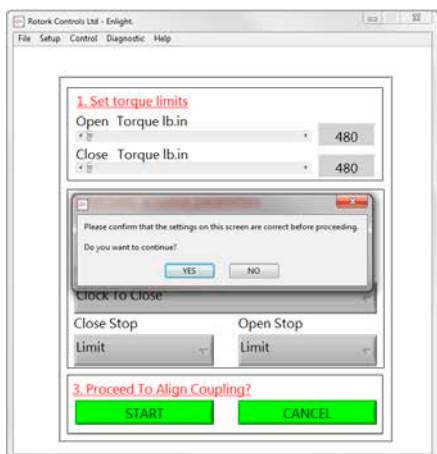 Rotork Controls Ltd - Enlight.
File Setup Control Diagnostic Help
1. Set torque limits
Open Torque lb.in
480
Close Torque lb.in
480
Please confirm that the settings on this screen are correct before proceeding.
Do you want to continue?
YES NO
Clock To Close
Close Stop Open Stop
Limit Limit
3. Proceed To Align Coupling?
START CANCEL